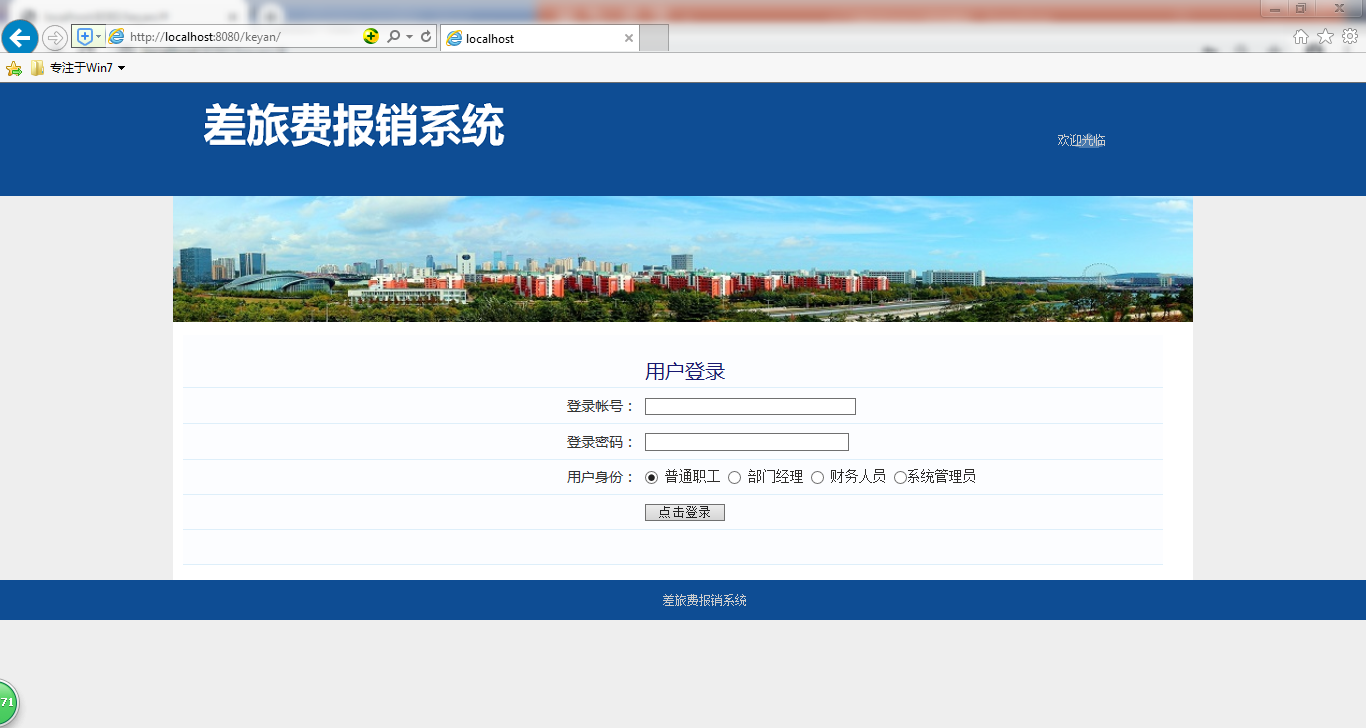 http://localhost:8080/keyan/
localhost
专注于Win7
差旅费报销系统
欢迎光临
用户登录
登录帐号：
登录密码：
用户身份： 普通职工 部门经理 财务人员 系统管理员
点击登录
差旅费报销系统
71